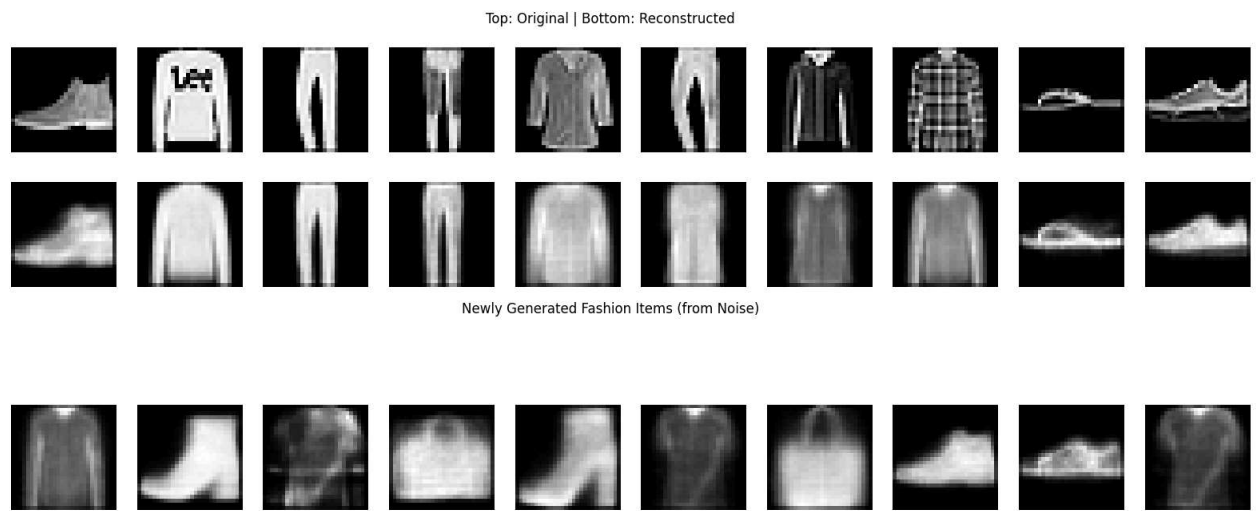 Top: Original | Bottom: Reconstructed
Lee
Newly Generated Fashion Items (from Noise)